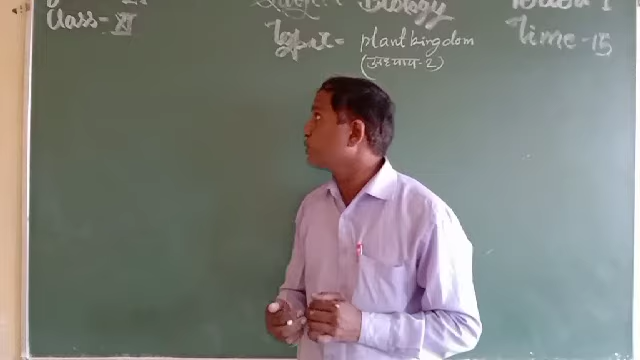 Class - XI
Subject : Biology
Topic = plant kingdom
(अध्याय-2)
Time - 15